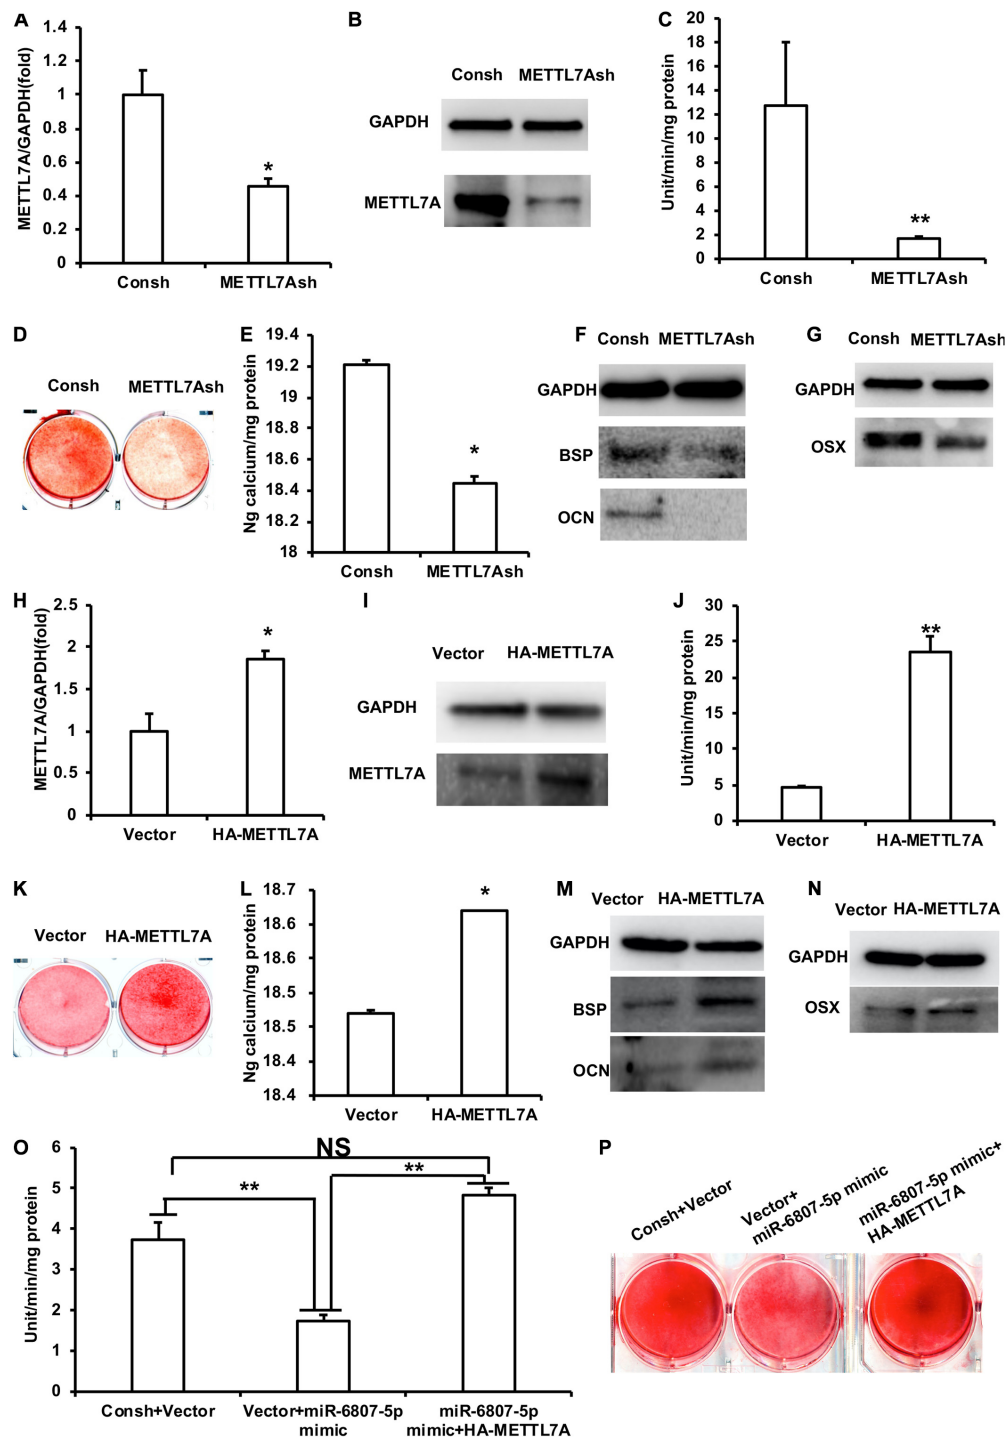 A
METTL7A/GAPDH(fold)
1.4
1.2
1
0.8
0.6
0.4
0.2
0
*
Consh METTL7Ash
B
Consh METTL7Ash
GAPDH
METTL7A
C
Unit/min/mg protein
20
18
16
14
12
10
8
6
4
2
0
**
Consh METTL7Ash
D
Consh METTL7Ash
E
Ng calcium/mg protein
19.4
19.2
19
18.8
18.6
18.4
18.2
18
*
Consh METTL7Ash
F
Consh METTL7Ash
GAPDH
BSP
OCN
G
Consh METTL7Ash
GAPDH
OSX
H
METTL7A/GAPDH(fold)
2.5
2
1.5
1
0.5
0
*
Vector HA-METTL7A
I
Vector HA-METTL7A
GAPDH
METTL7A
J
Unit/min/mg protein
30
25
20
15
10
5
0
**
Vector HA-METTL7A
K
Vector HA-METTL7A
L
Ng calcium/mg protein
18.7
18.6
18.6
18.5
18.5
18.4
*
Vector HA-METTL7A
M
Vector HA-METTL7A
GAPDH
BSP
OCN
N
Vector HA-METTL7A
GAPDH
OSX
O
Unit/min/mg protein
6
5
4
3
2
1
0
NS
**
**
Consh+Vector
Vector+miR-6807-5p
mimic
miR-6807-5p
mimic+HA-METTL7A
P
Consh+Vector
Vector+
miR-6807-5p mimic
miR-6807-5p mimic+
HA-METTL7A